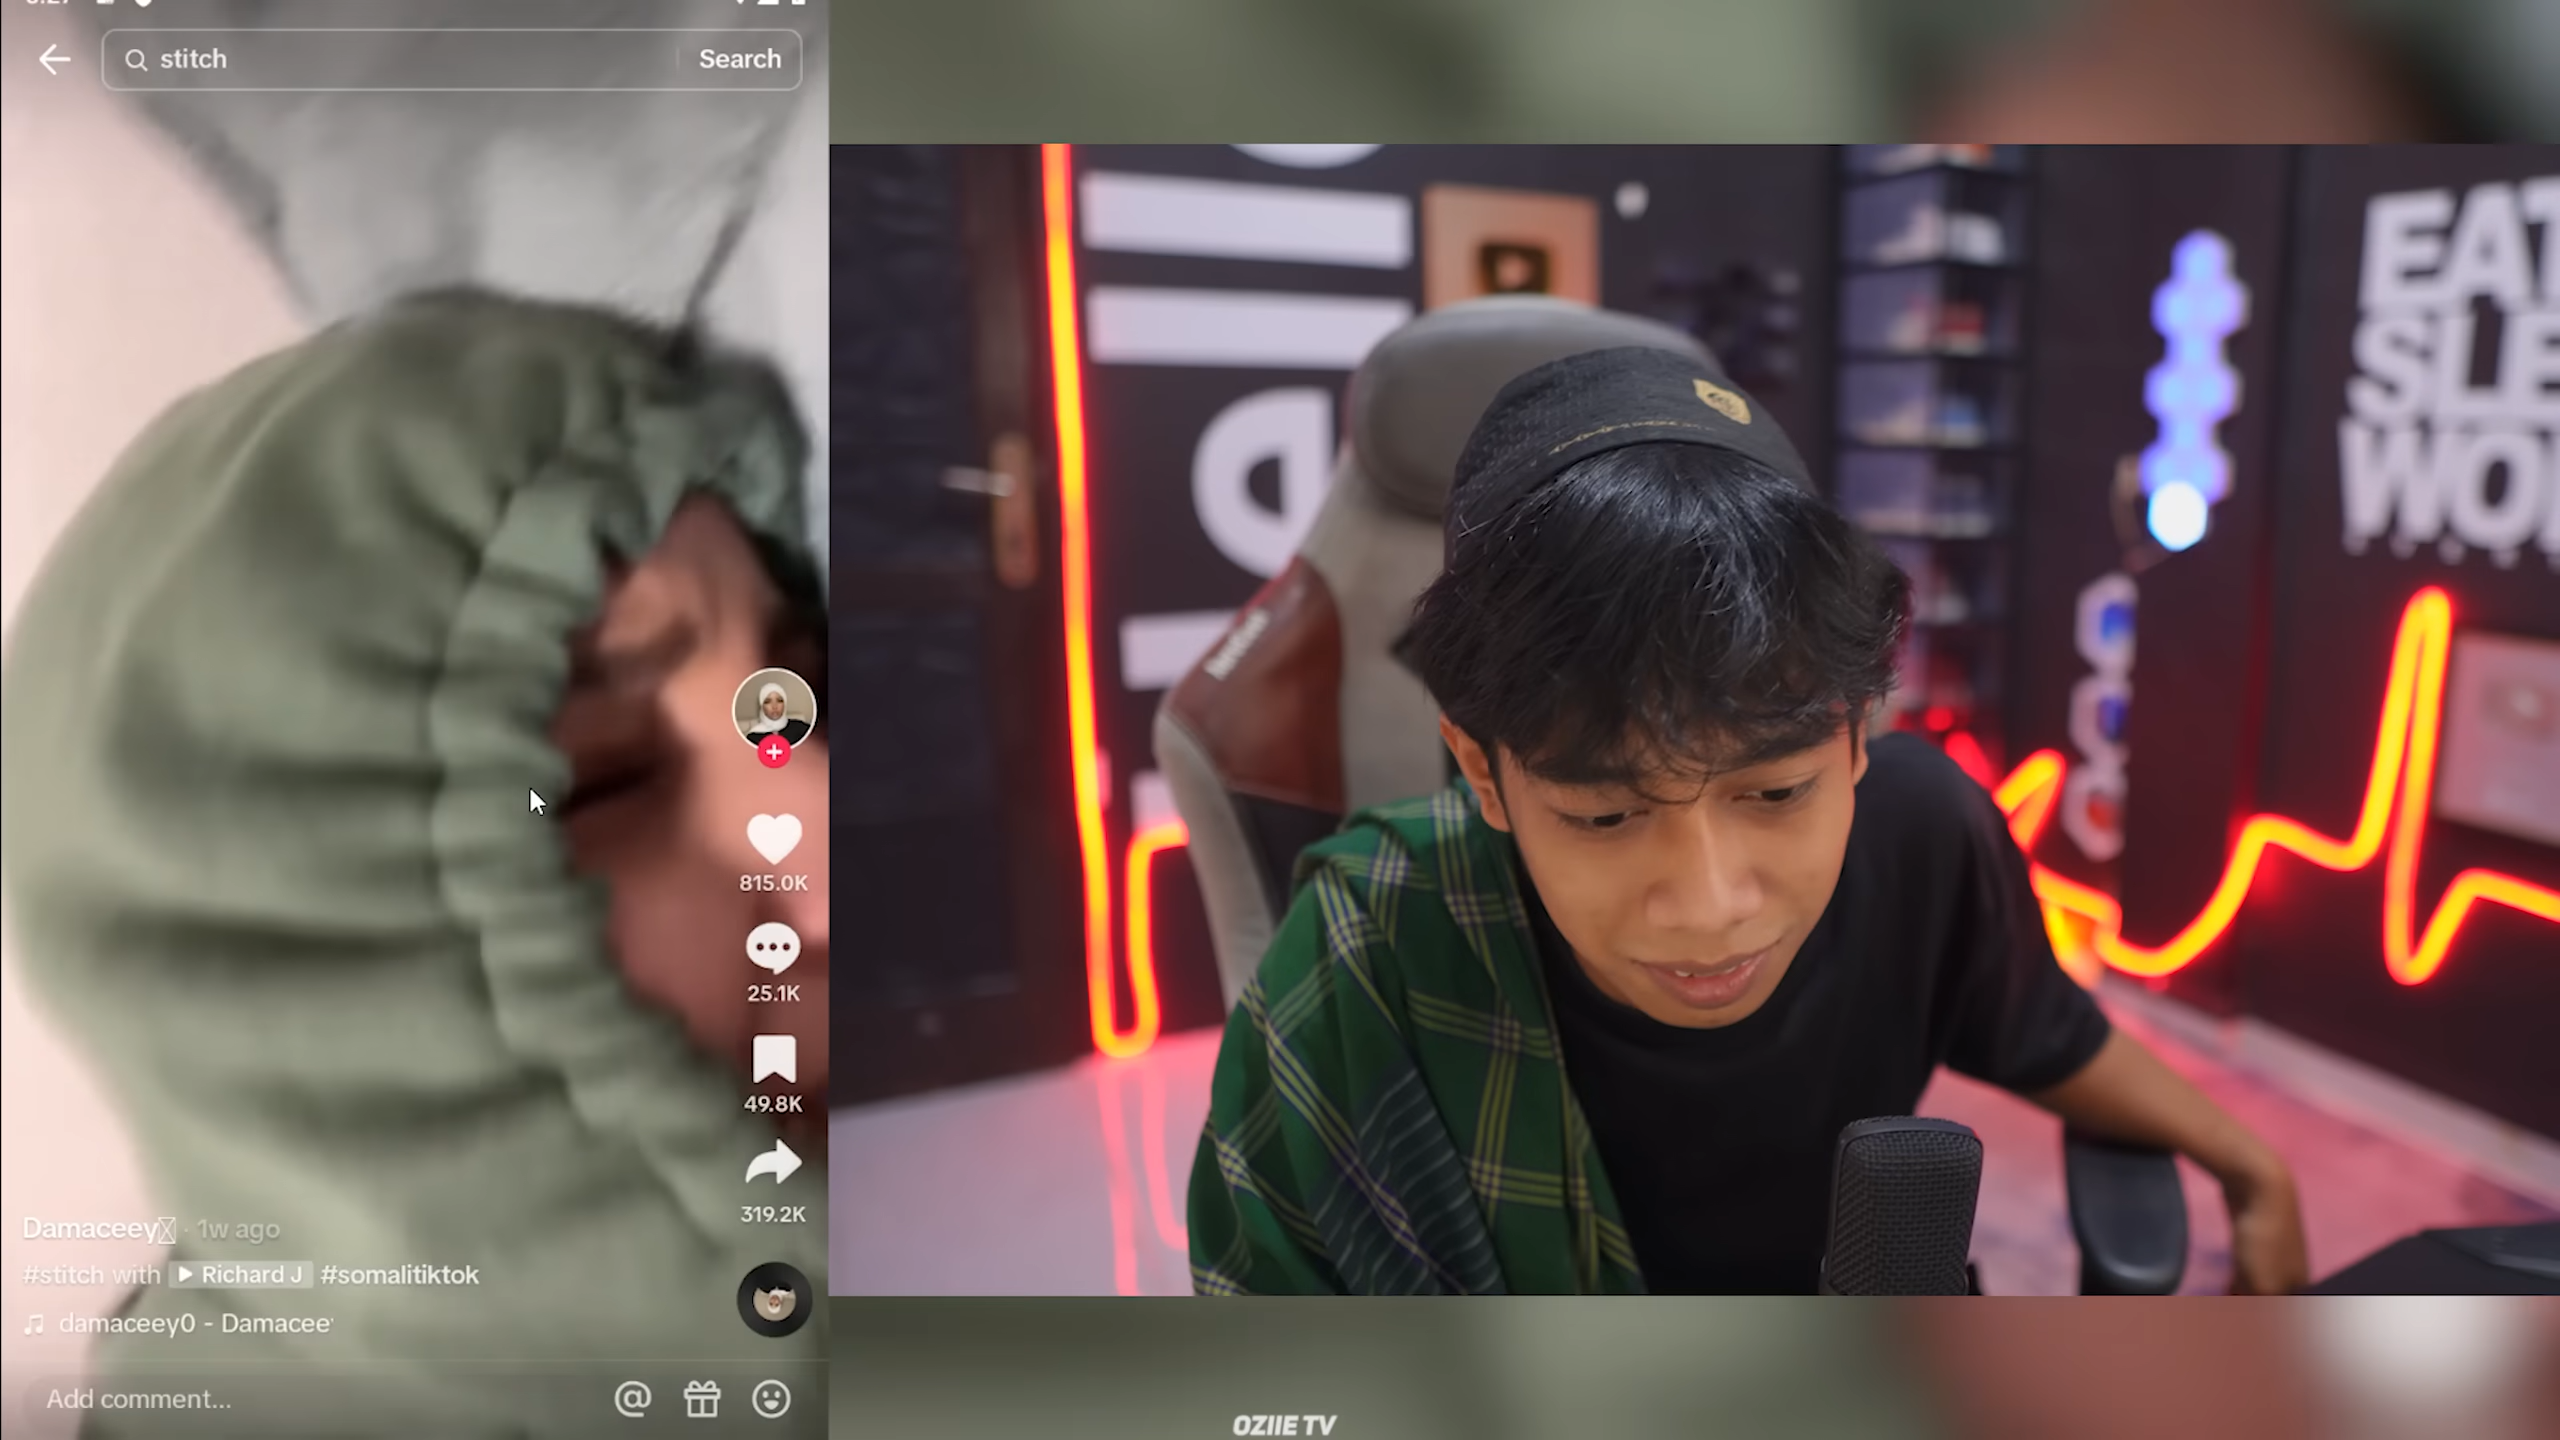 stitch
Search
815.0K
25.1K
49.8K
319.2K
Damaceey · 1w ago
#stitch with Richard J #somalitiktok
damaceey0 - Damacee
Add comment...
EAT
SLE
WO
OZIIE TV